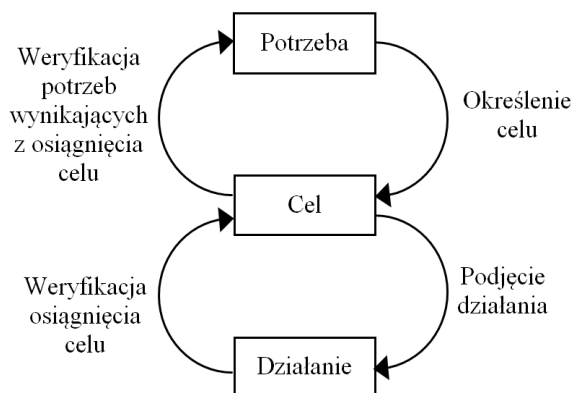 Potrzeba
Weryfikacja
potrzeb
wynikających
z osiągnięcia
celu
Określenie
celu
Cel
Weryfikacja
osiągnięcia
celu
Podjęcie
działania
Działanie